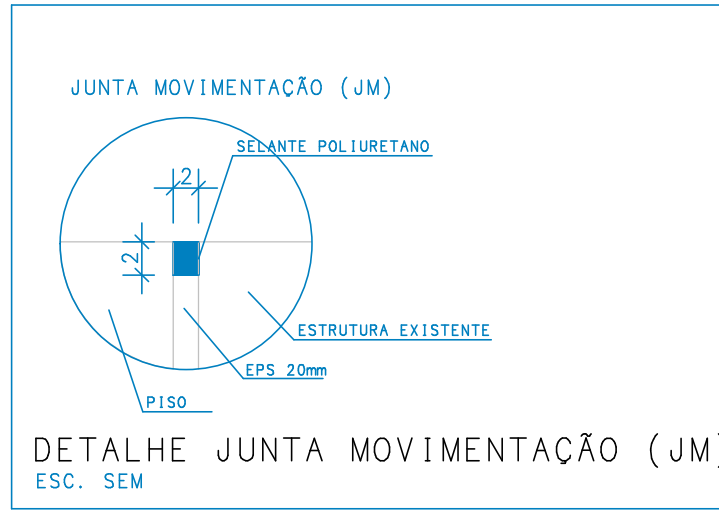 JUNTA MOVIMENTAÇÃO (JM)
SELANTE POLIURETANO
2
2
ESTRUTURA EXISTENTE
EPS 20mm
PISO
DETALHE JUNTA MOVIMENTAÇÃO (JM)
ESC. SEM